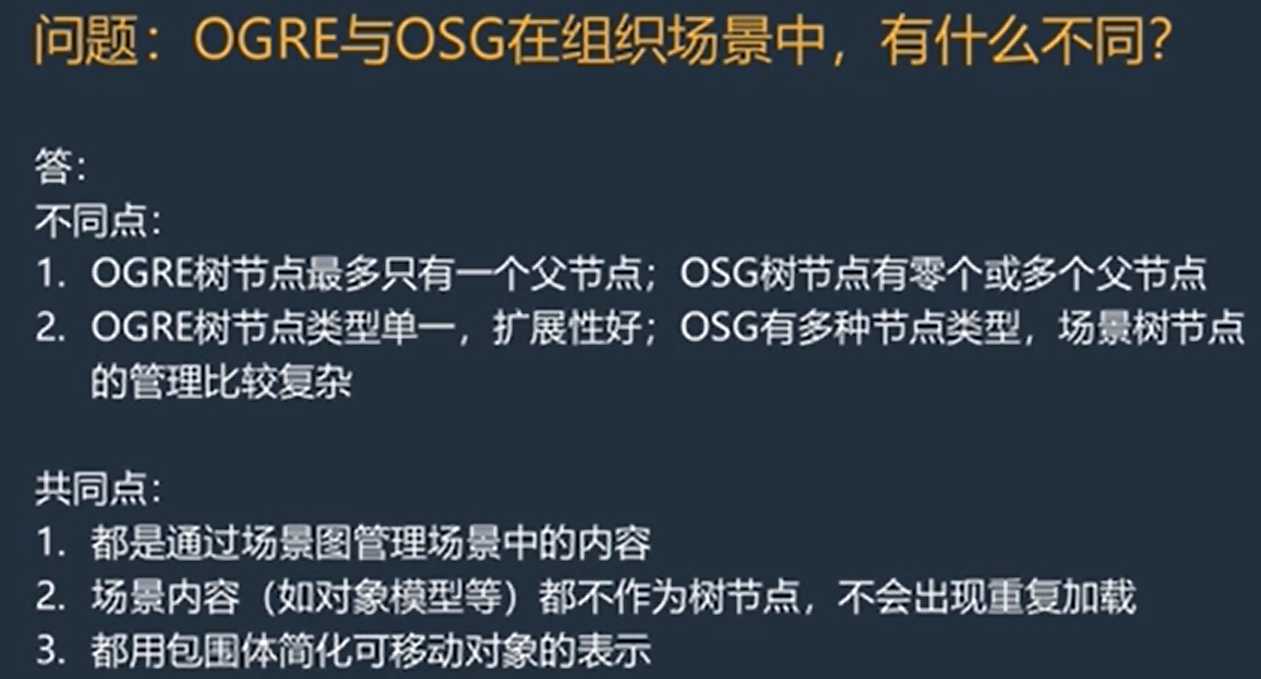 问题：OGRE与OSG在组织场景中，有什么不同？
答：
不同点：
1. OGRE树节点最多只有一个父节点；OSG树节点有零个或多个父节点
2. OGRE树节点类型单一，扩展性好；OSG有多种节点类型，场景树节点
的管理比较复杂
共同点：
1. 都是通过场景图管理场景中的内容
2. 场景内容（如对象模型等）都不作为树节点，不会出现重复加载
3. 都用包围体简化可移动对象的表示